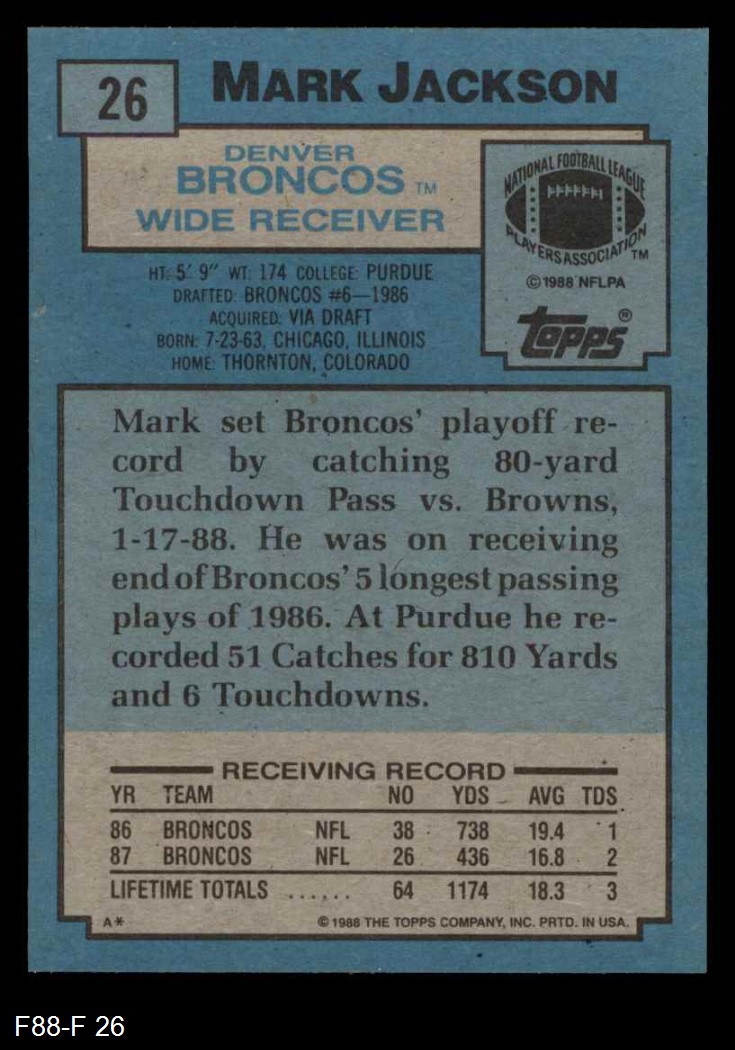 26
MARK JACKSON
DENVER
BRONCOS TM
WIDE RECEIVER
NATIONAL FOOTBALL LEAGUE
PLAYERS ASSOCIATION TM
© 1988 NFLPA
topps®
HT: 5' 9" WT: 174 COLLEGE: PURDUE
DRAFTED: BRONCOS #6—1986
ACQUIRED: VIA DRAFT
BORN: 7-23-63, CHICAGO, ILLINOIS
HOME: THORNTON, COLORADO
Mark set Broncos' playoff re-
cord by catching 80-yard
Touchdown Pass vs. Browns,
1-17-88. He was on receiving
end of Broncos' 5 longest passing
plays of 1986. At Purdue he re-
corded 51 Catches for 810 Yards
and 6 Touchdowns.
RECEIVING RECORD
YR TEAM NO YDS AVG TDS
86 BRONCOS NFL 38 738 19.4 1
87 BRONCOS NFL 26 436 16.8 2
LIFETIME TOTALS ...... 64 1174 18.3 3
A* © 1988 THE TOPPS COMPANY, INC. PRTD. IN USA.
F88-F 26